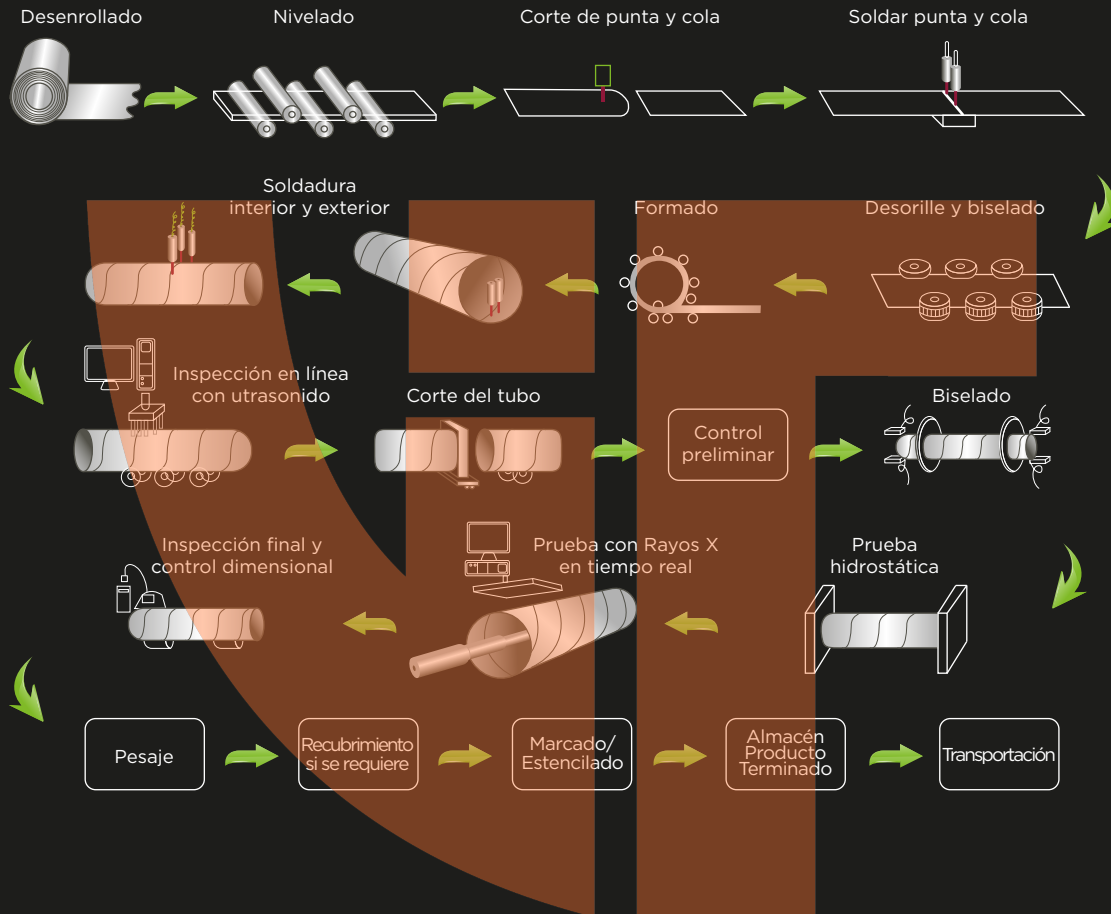 Desenrollado
Nivelado
Corte de punta y cola
Soldar punta y cola
Soldadura
interior y exterior
Formado
Desorille y biselado
Inspección en línea
con utrasonido
Corte del tubo
Control
preliminar
Biselado
Inspección final y
control dimensional
Prueba con Rayos X
en tiempo real
Prueba
hidrostática
Pesaje
Recubrimiento
si se requiere
Marcado/
Estencilado
Almacén
Producto
Terminado
Transportación